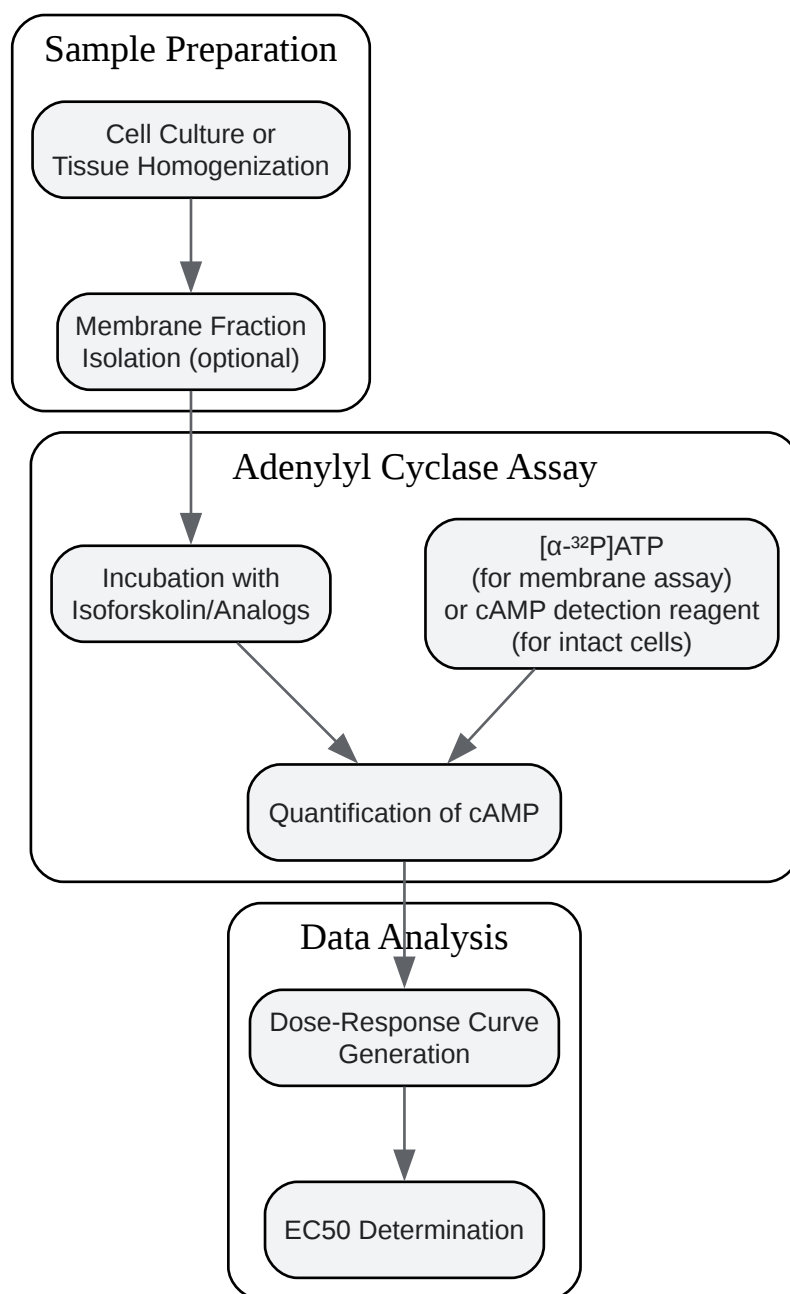 Sample Preparation
Cell Culture or
Tissue Homogenization
Membrane Fraction
Isolation (optional)
Adenylyl Cyclase Assay
Incubation with
Isoforskolin/Analogs
[α-³²P]ATP
(for membrane assay)
or cAMP detection reagent
(for intact cells)
Quantification of cAMP
Data Analysis
Dose-Response Curve
Generation
EC50 Determination